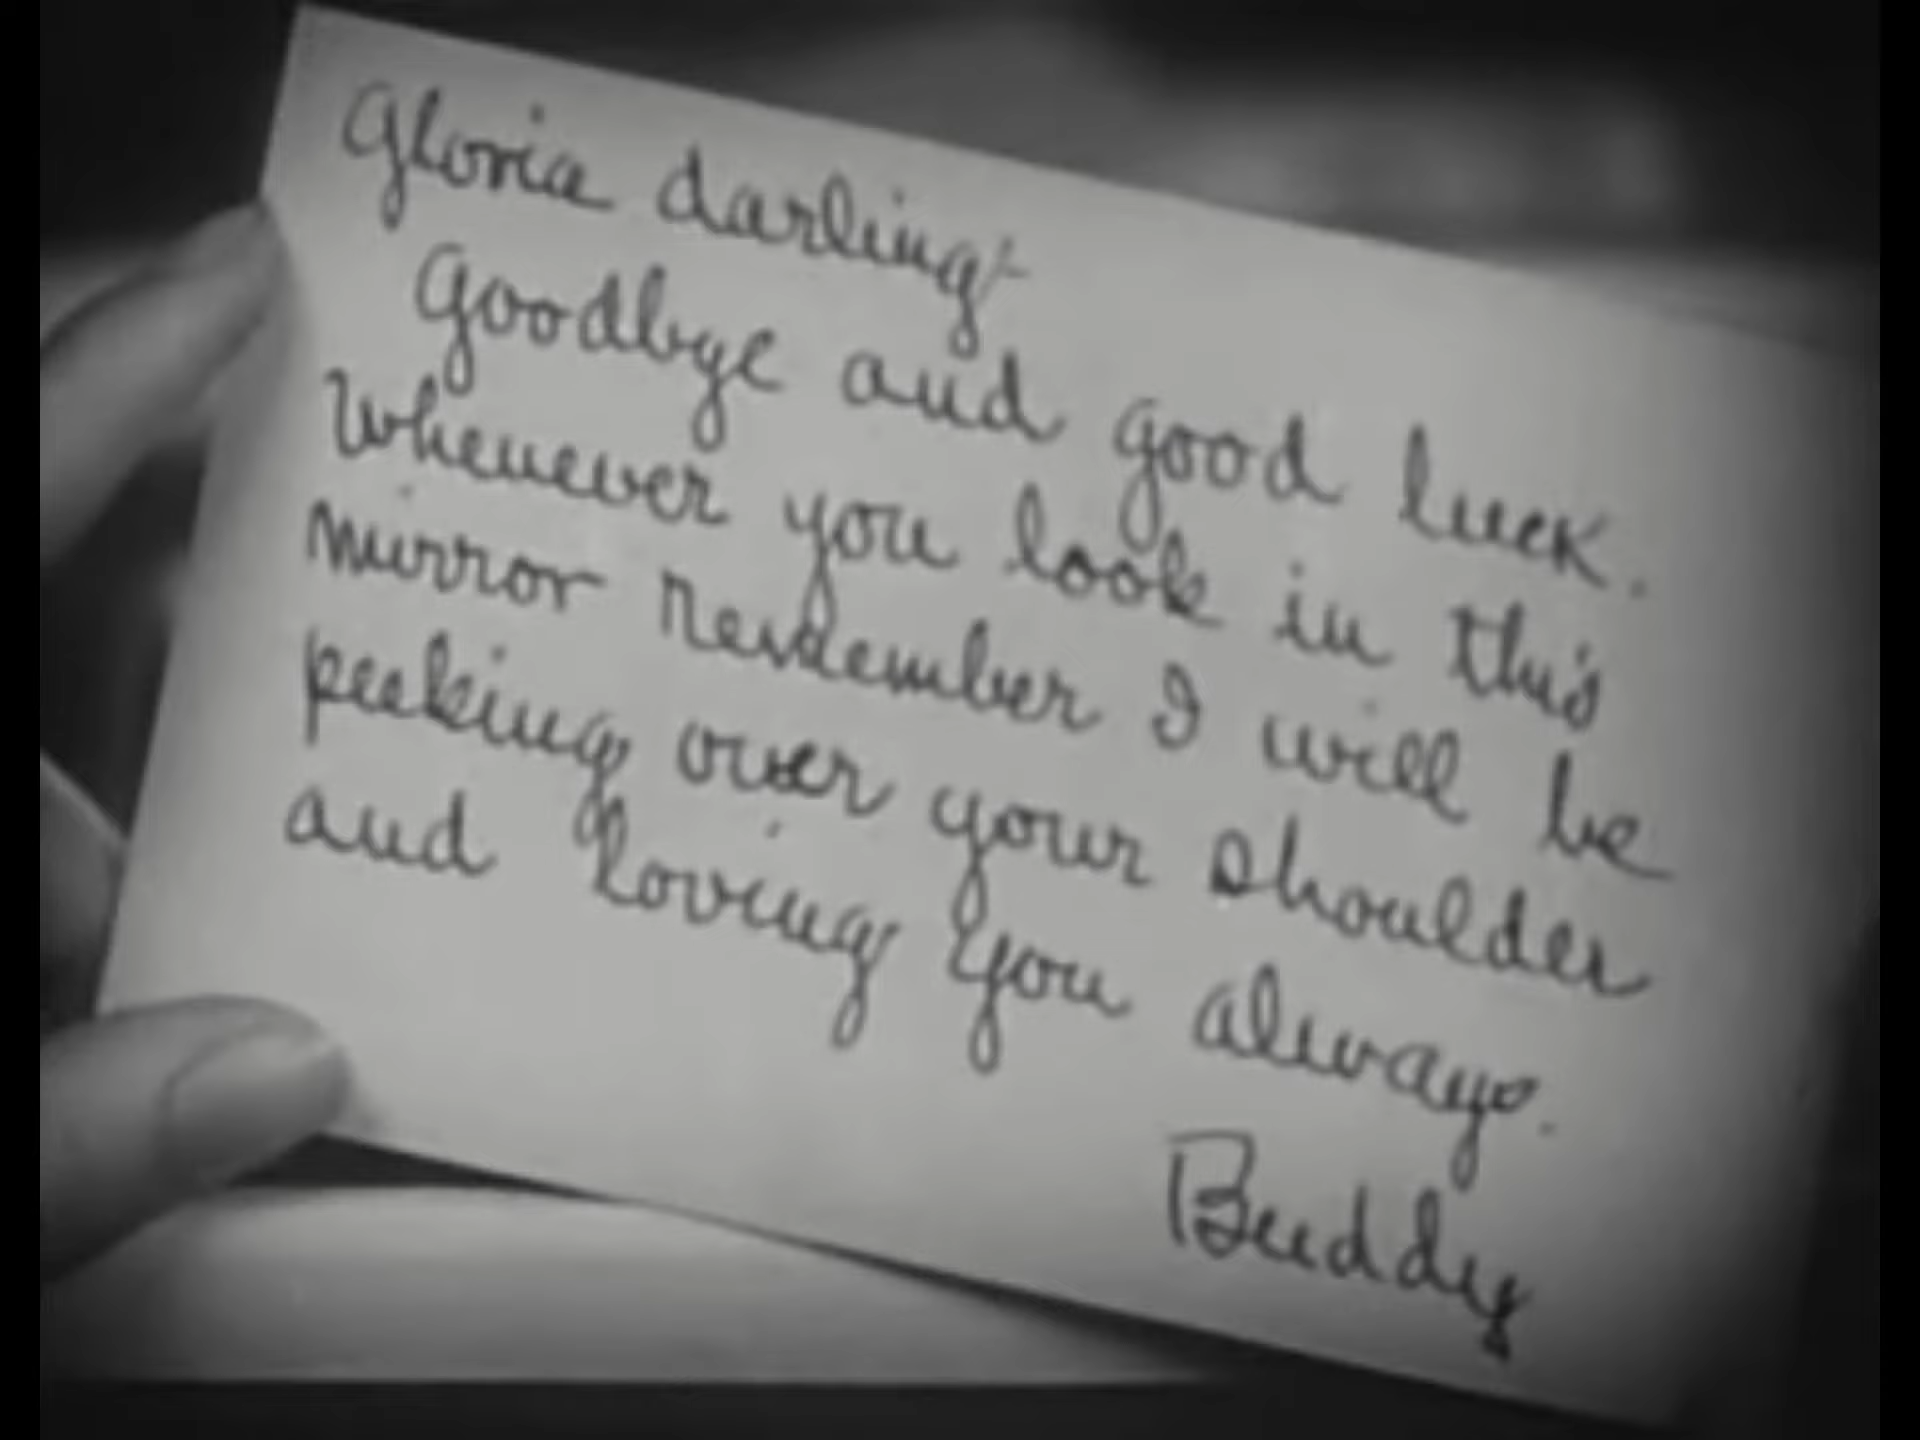 Gloria darling -
Goodbye and good luck.
Whenever you look in this
mirror remember I will be
peeking over your shoulder
and loving you always.
Buddy